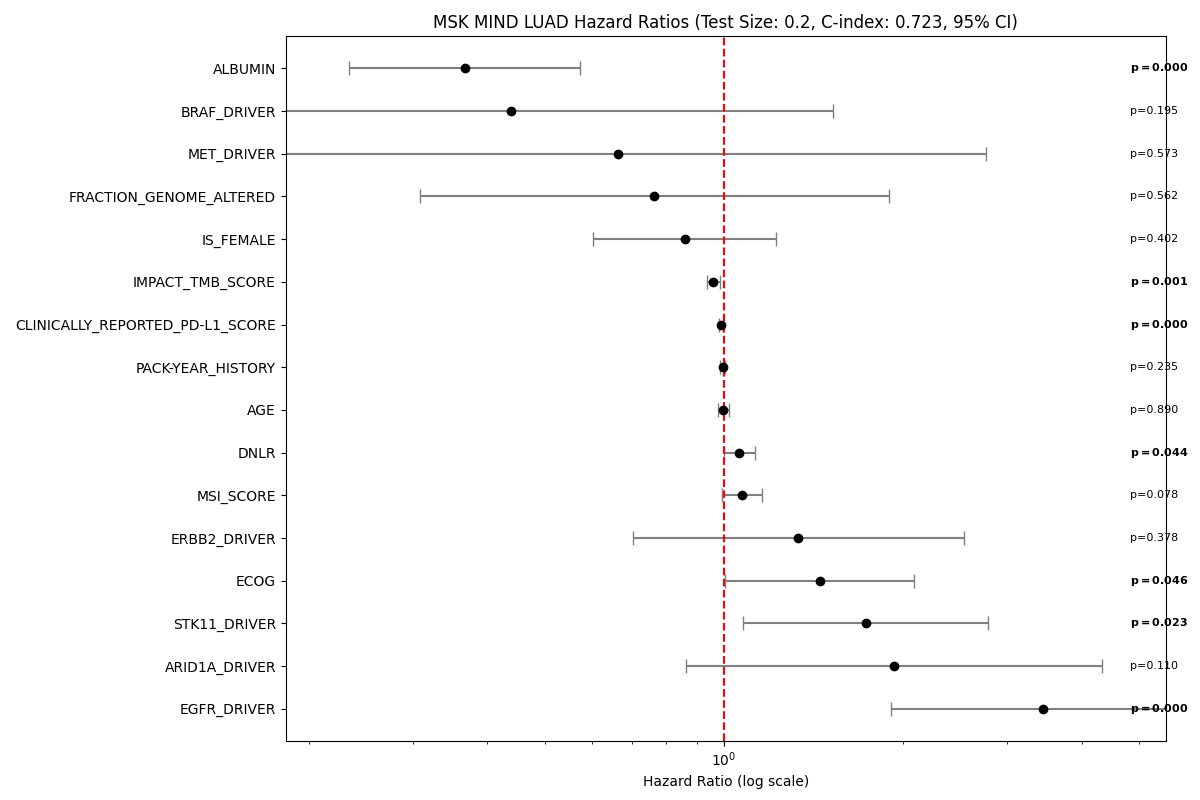 MSK MIND LUAD Hazard Ratios (Test Size: 0.2, C-index: 0.723, 95% CI)
ALBUMIN p=0.000
BRAF_DRIVER p=0.195
MET_DRIVER p=0.573
FRACTION_GENOME_ALTERED p=0.562
IS_FEMALE p=0.402
IMPACT_TMB_SCORE p=0.001
CLINICALLY_REPORTED_PD-L1_SCORE p=0.000
PACK-YEAR_HISTORY p=0.235
AGE p=0.890
DNLR p=0.044
MSI_SCORE p=0.078
ERBB2_DRIVER p=0.378
ECOG p=0.046
STK11_DRIVER p=0.023
ARID1A_DRIVER p=0.110
EGFR_DRIVER p=0.000
10⁰
Hazard Ratio (log scale)